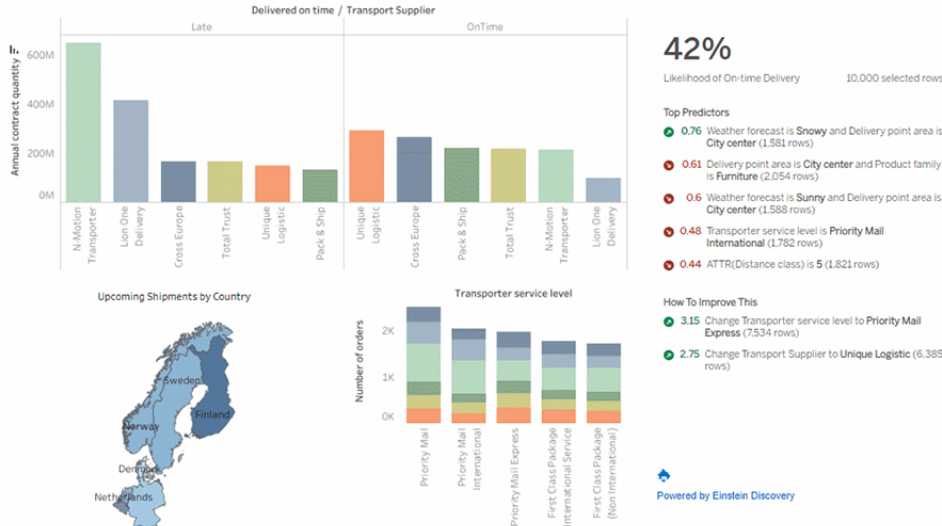 Delivered on time / Transport Supplier
Late
OnTime
Annual contract quantity
600M
400M
200M
0M
N-Motion
Transporter
Lion One
Delivery
Cross Europe
Total Trust
Unique
Logistic
Pack & Ship
Unique
Logistic
Cross Europe
Pack & Ship
Total Trust
N-Motion
Transporter
Lion One
Delivery
42%
Likelihood of On-time Delivery
10,000 selected rows
Top Predictors
0.76 Weather forecast is Snowy and Delivery point area is
City center (1,581 rows)
0.61 Delivery point area is City center and Product family
is Furniture (2,054 rows)
0.6 Weather forecast is Sunny and Delivery point area is
City center (1,588 rows)
0.48 Transporter service level is Priority Mail
International (1,782 rows)
0.44 ATTR(Distance class) is 5 (1,821 rows)
How To Improve This
3.15 Change Transporter service level to Priority Mail
Express (7,534 rows)
2.75 Change Transport Supplier to Unique Logistic (6,385
rows)
Powered by Einstein Discovery
Upcoming Shipments by Country
Sweden
Finland
Norway
Denmark
Netherlands
Transporter service level
Number of orders
2K
1K
0K
Priority Mail
Priority Mail
International
Priority Mail Express
First Class Package
International Service
First Class Package
(Non International)